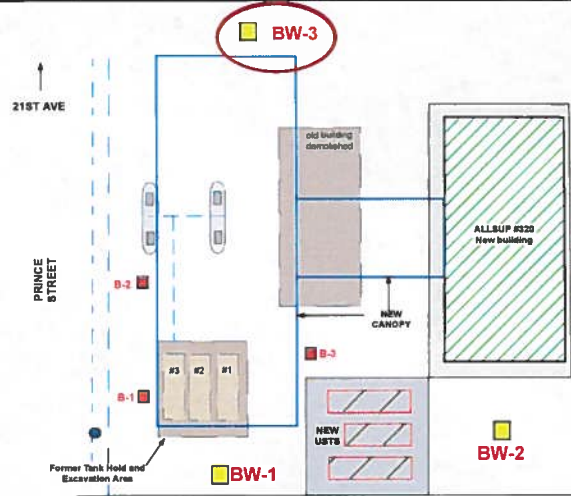 BW-3
21ST AVE
old building
demolished
ALLSUP #320
New building
PRINCE
STREET
B-2
NEW
CANOPY
B-3
#3 #2 #1
B-1
NEW
USTS
BW-2
Former Tank Hold and
Excavation Area
BW-1